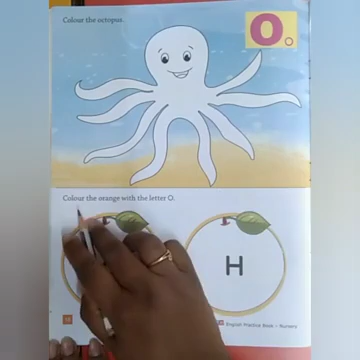 Colour the octopus.
O o
Colour the orange with the letter O.
H
English Practice Book – Nursery